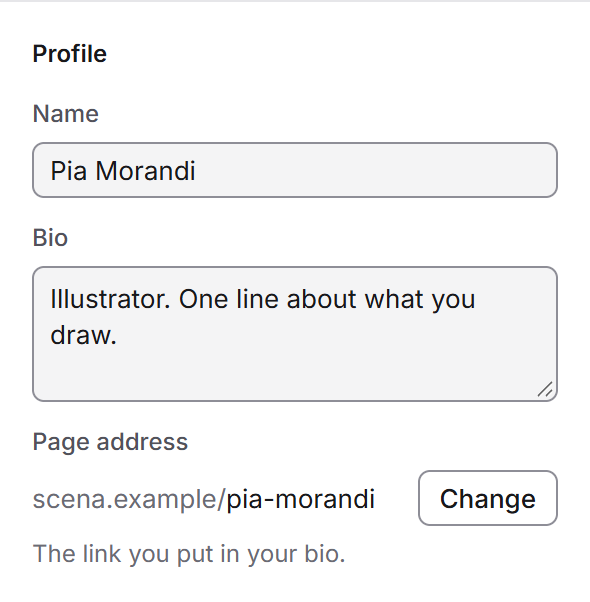 Profile
Name
Pia Morandi
Bio
Illustrator. One line about what you
draw.
Page address
scena.example/pia-morandi
Change
The link you put in your bio.